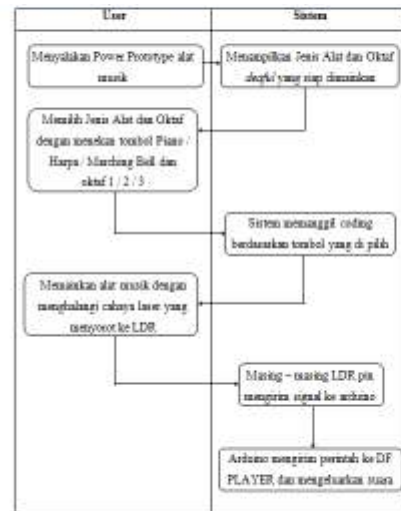 User
Sistem
Menyalakan Power Prototype alat
musik
Menampilkan Jenis Alat dan Oktaf
yang siap dimainkan
Memilih Jenis Alat dan Oktaf
dengan menekan tombol Piano /
Harpa / Marching Bell dan
oktaf 1 / 2 / 3
Sistem memanggil coding
berdasarkan tombol yang di pilih
Memainkan alat musik dengan
menghalangi cahaya laser yang
menyorot ke LDR
Masing – masing LDR pin
mengirim signal ke arduino
Arduino mengirim perintah ke DF
PLAYER dan mengeluarkan suara